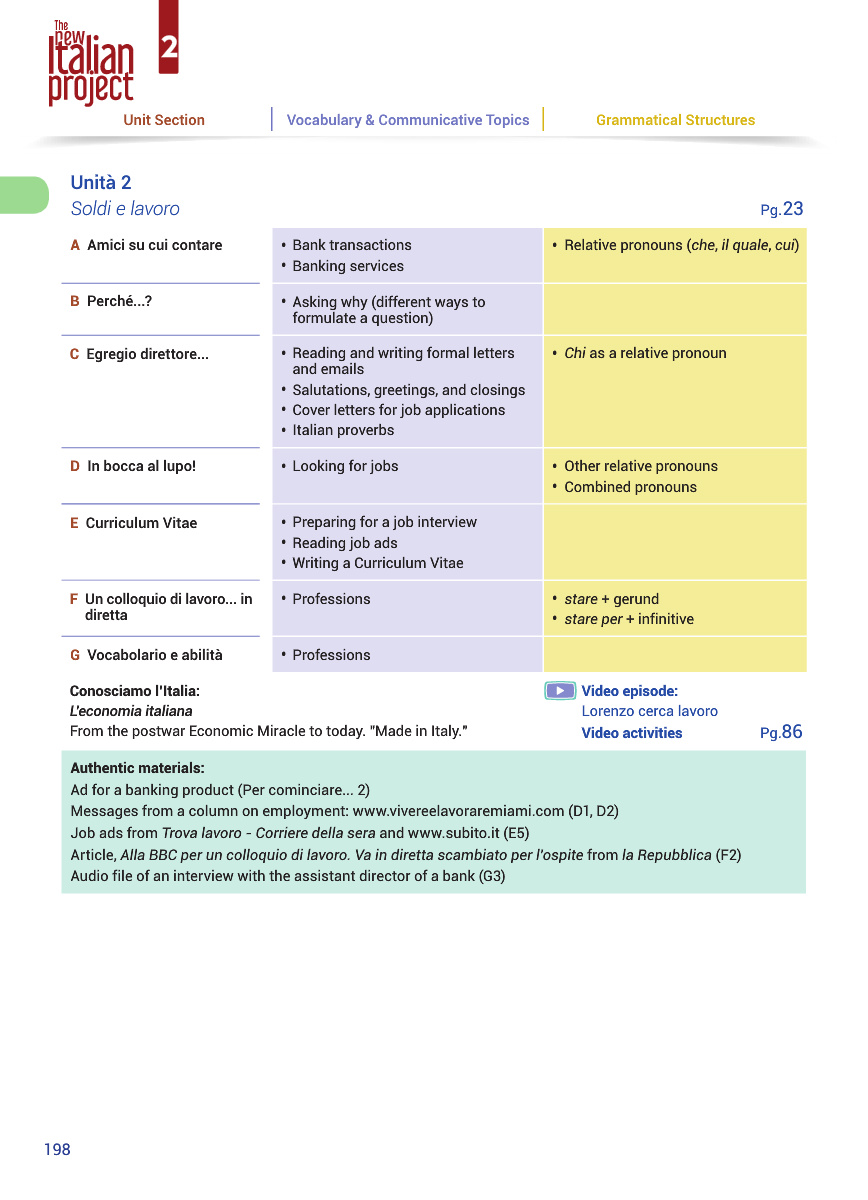 The
new
Italian
project
2
Unit Section
Vocabulary & Communicative Topics
Grammatical Structures
Unità 2
Soldi e lavoro
Pg.23
A Amici su cui contare
• Bank transactions
• Banking services
• Relative pronouns (che, il quale, cui)
B Perché...?
• Asking why (different ways to
formulate a question)
C Egregio direttore...
• Reading and writing formal letters
and emails
• Salutations, greetings, and closings
• Cover letters for job applications
• Italian proverbs
• Chi as a relative pronoun
D In bocca al lupo!
• Looking for jobs
• Other relative pronouns
• Combined pronouns
E Curriculum Vitae
• Preparing for a job interview
• Reading job ads
• Writing a Curriculum Vitae
F Un colloquio di lavoro... in
diretta
• Professions
• stare + gerund
• stare per + infinitive
G Vocabolario e abilità
• Professions
Conosciamo l'Italia:
L'economia italiana
From the postwar Economic Miracle to today. "Made in Italy."
Video episode:
Lorenzo cerca lavoro
Video activities
Pg.86
Authentic materials:
Ad for a banking product (Per cominciare... 2)
Messages from a column on employment: www.vivereelavoraremiami.com (D1, D2)
Job ads from Trova lavoro - Corriere della sera and www.subito.it (E5)
Article, Alla BBC per un colloquio di lavoro. Va in diretta scambiato per l'ospite from la Repubblica (F2)
Audio file of an interview with the assistant director of a bank (G3)
198